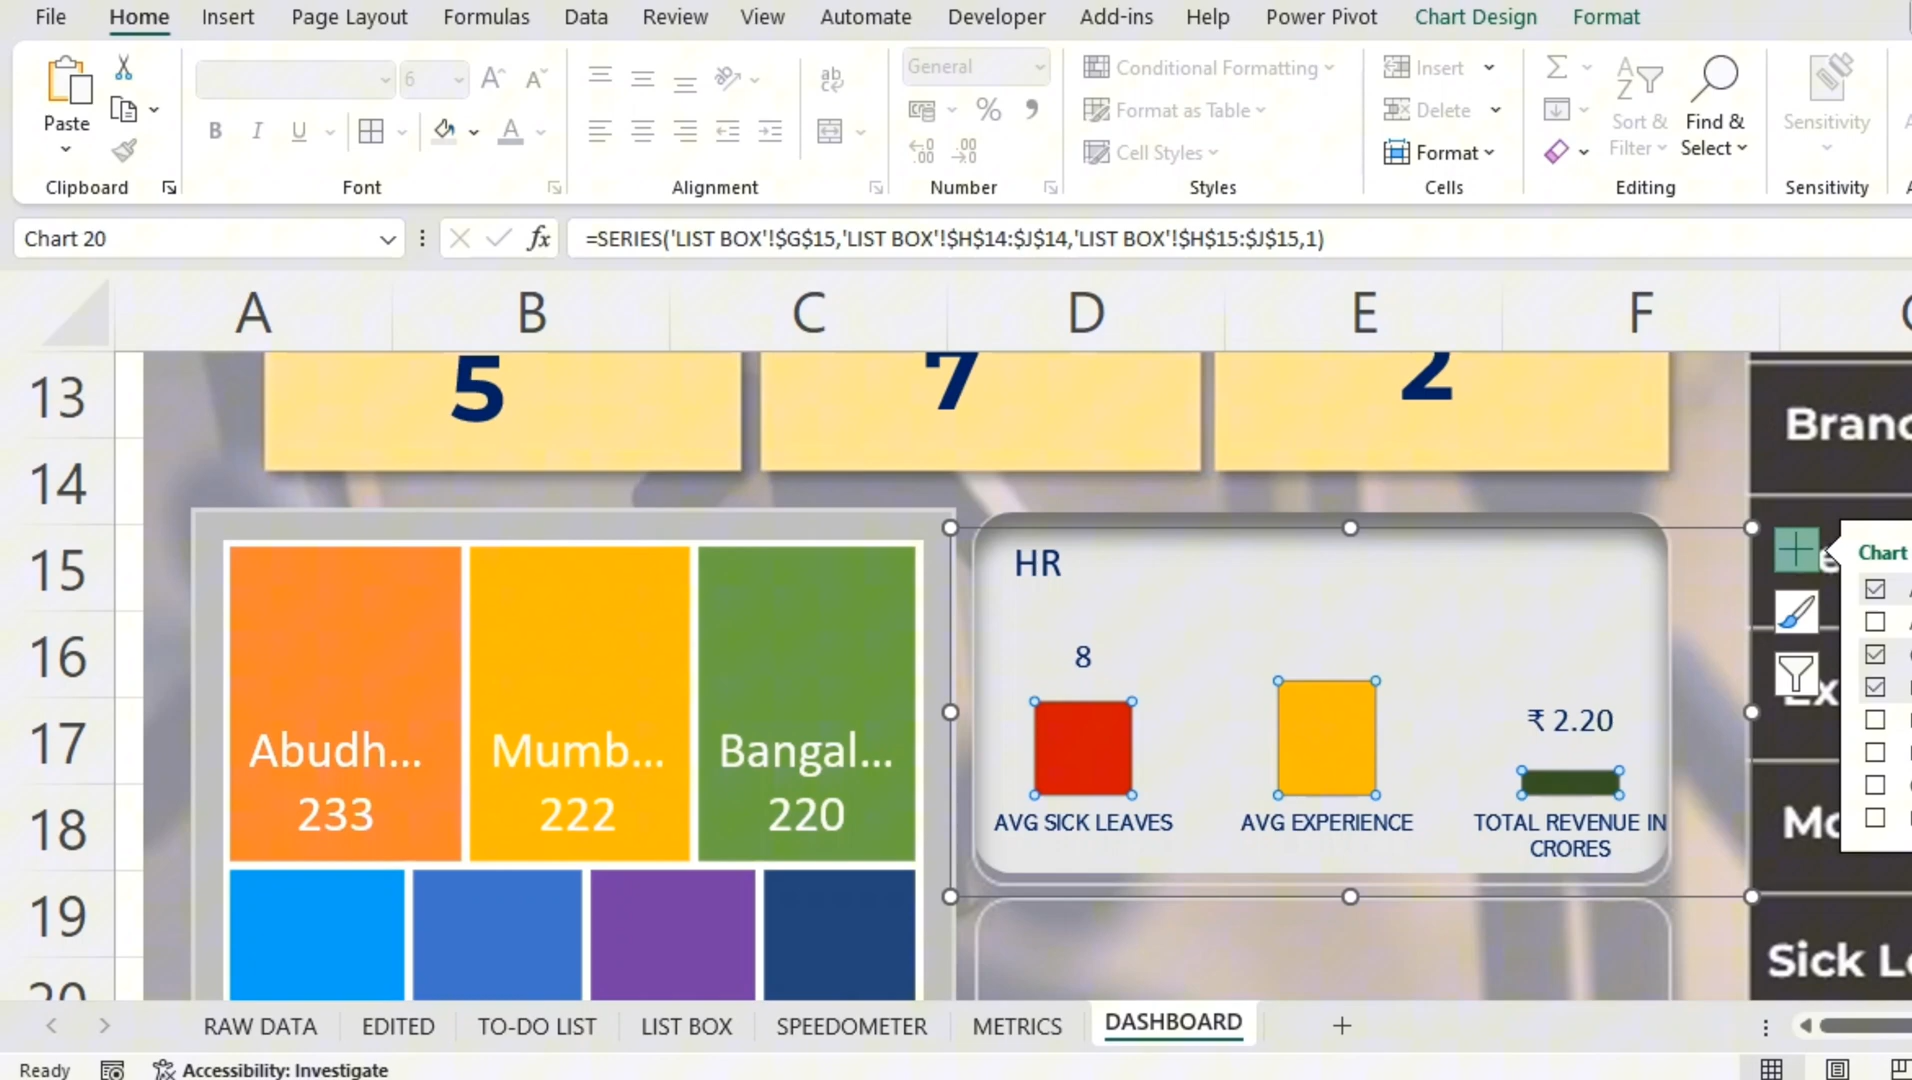 File Home Insert Page Layout Formulas Data Review View Automate Developer Add-ins Help Power Pivot Chart Design Format
Paste
Clipboard
6
B I U A
Font
ab
Alignment
General
%
Number
Conditional Formatting
Format as Table
Cell Styles
Styles
Insert
Delete
Format
Cells
Sort & Filter
Find & Select
Editing
Sensitivity
Sensitivity
Chart 20
fx
=SERIES('LIST BOX'!$G$15,'LIST BOX'!$H$14:$J$14,'LIST BOX'!$H$15:$J$15,1)
A B C D E F
13
14
15
16
17
18
19
20
5 7 2
Abudh...
233
Mumb...
222
Bangal...
220
HR
8
₹ 2.20
AVG SICK LEAVES
AVG EXPERIENCE
TOTAL REVENUE IN
CRORES
Chart
Sick
RAW DATA EDITED TO-DO LIST LIST BOX SPEEDOMETER METRICS DASHBOARD
Ready Accessibility: Investigate